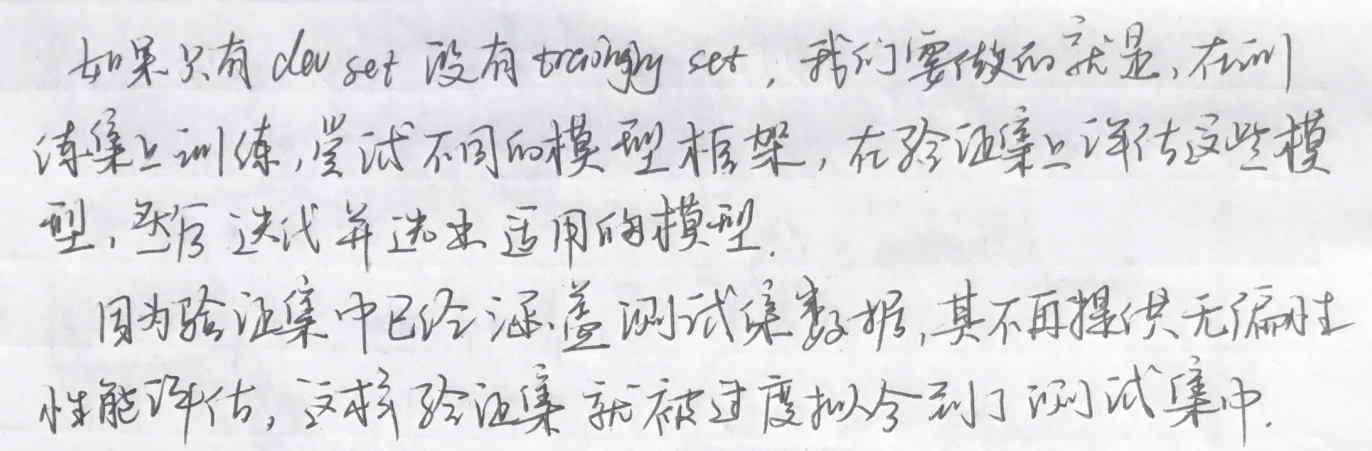 如果只有 dev set 没有 training set，我们要做的就是，在训
练集上训练，尝试不同的模型框架，在验证集上评估这些模
型，然后迭代并选出适用的模型.
因为验证集中已经涵盖测试集数据，其不再提供无偏性
性能评估，这样验证集就被过度拟合到了测试集中.